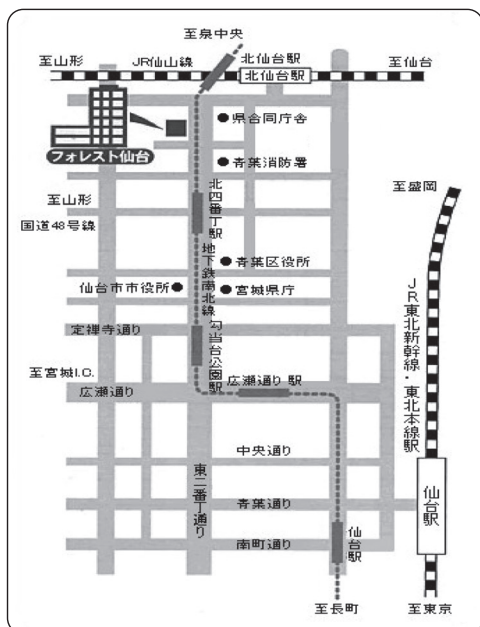 至泉中央
北仙台駅
至山形
JR仙山線
北仙台駅
至仙台
県合同庁舎
フォレスト仙台
青葉消防署
至山形
国道48号線
北四番丁駅
至盛岡
地下鉄南北線
青葉区役所
仙台市市役所
宮城県庁
JR東北新幹線・東北本線駅
定禅寺通り
勾当台公園駅
至宮城I.C.
広瀬通り 駅
広瀬通り
中央通り
東二番丁通り
青葉通り
仙台駅
南町通り
仙台駅
至長町
至東京